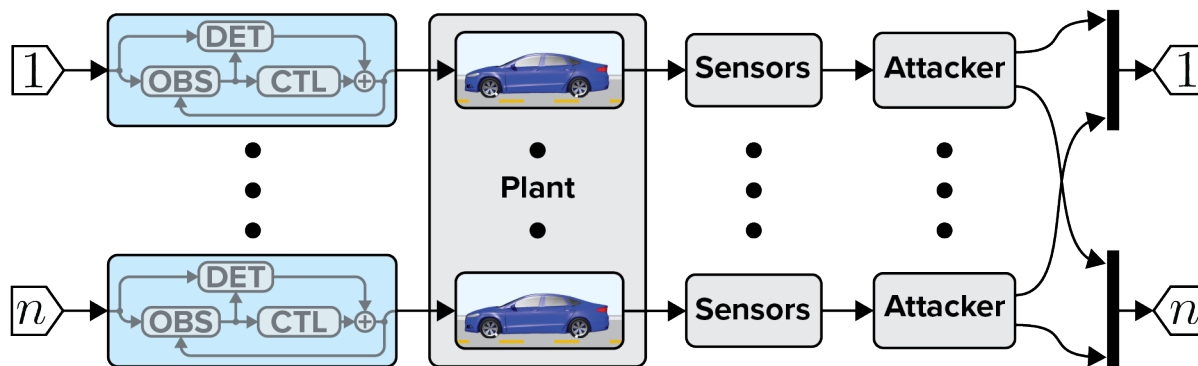 DET
1
OBS
CTL
+
Sensors
Attacker
1
Plant
DET
n
OBS
CTL
+
Sensors
Attacker
n